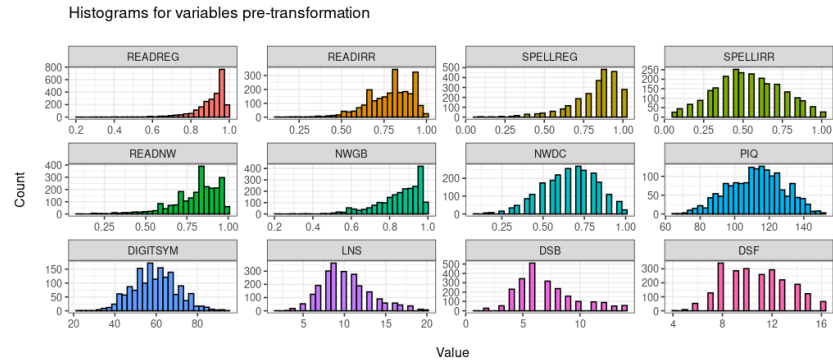 Histograms for variables pre-transformation
READREG READIRR SPELLREG SPELLIRR
800 600 400 200 0
0.2 0.4 0.6 0.8 1.0
300 200 100 0
0.25 0.50 0.75 1.00
500 400 300 200 100 0
0.00 0.25 0.50 0.75 1.00
250 200 150 100 50 0
0.00 0.25 0.50 0.75 1.00
READNW NWGB NWDC PIQ
400 300 200 100 0
0.25 0.50 0.75 1.00
400 300 200 100 0
0.2 0.4 0.6 0.8 1.0
200 100 0
0.25 0.50 0.75 1.00
100 50 0
60 80 100 120 140
DIGITSYM LNS DSB DSF
150 100 50 0
20 40 60 80
300 200 100 0
5 10 15 20
500 400 300 200 100 0
0 5 10
300 200 100 0
4 8 12 16
Count
Value